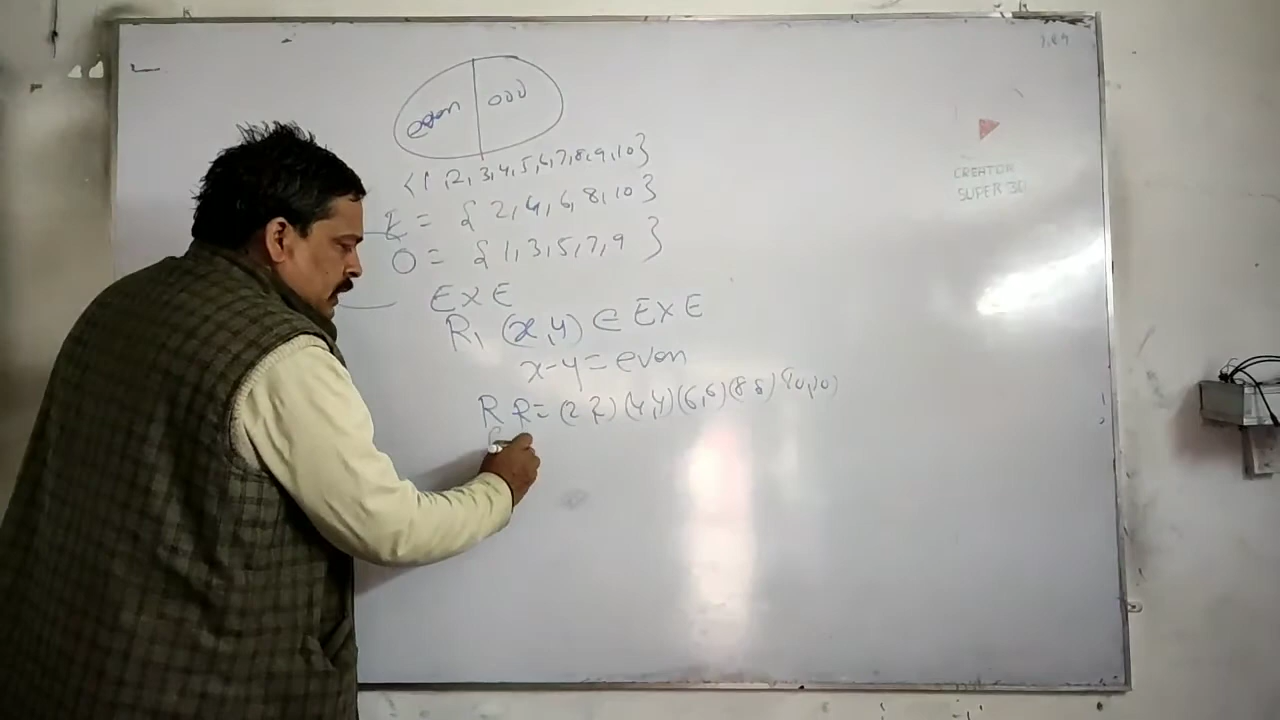 even odd
{1,2,3,4,5,6,7,8,9,10}
E = {2,4,6,8,10}
O = {1,3,5,7,9}
E×E
R₁ (x,y) ∈ E×E
x-y=even
R R= (2 2) (4,4) (6,6) (8 8) (10,10)
CREATOR
SUPER 30